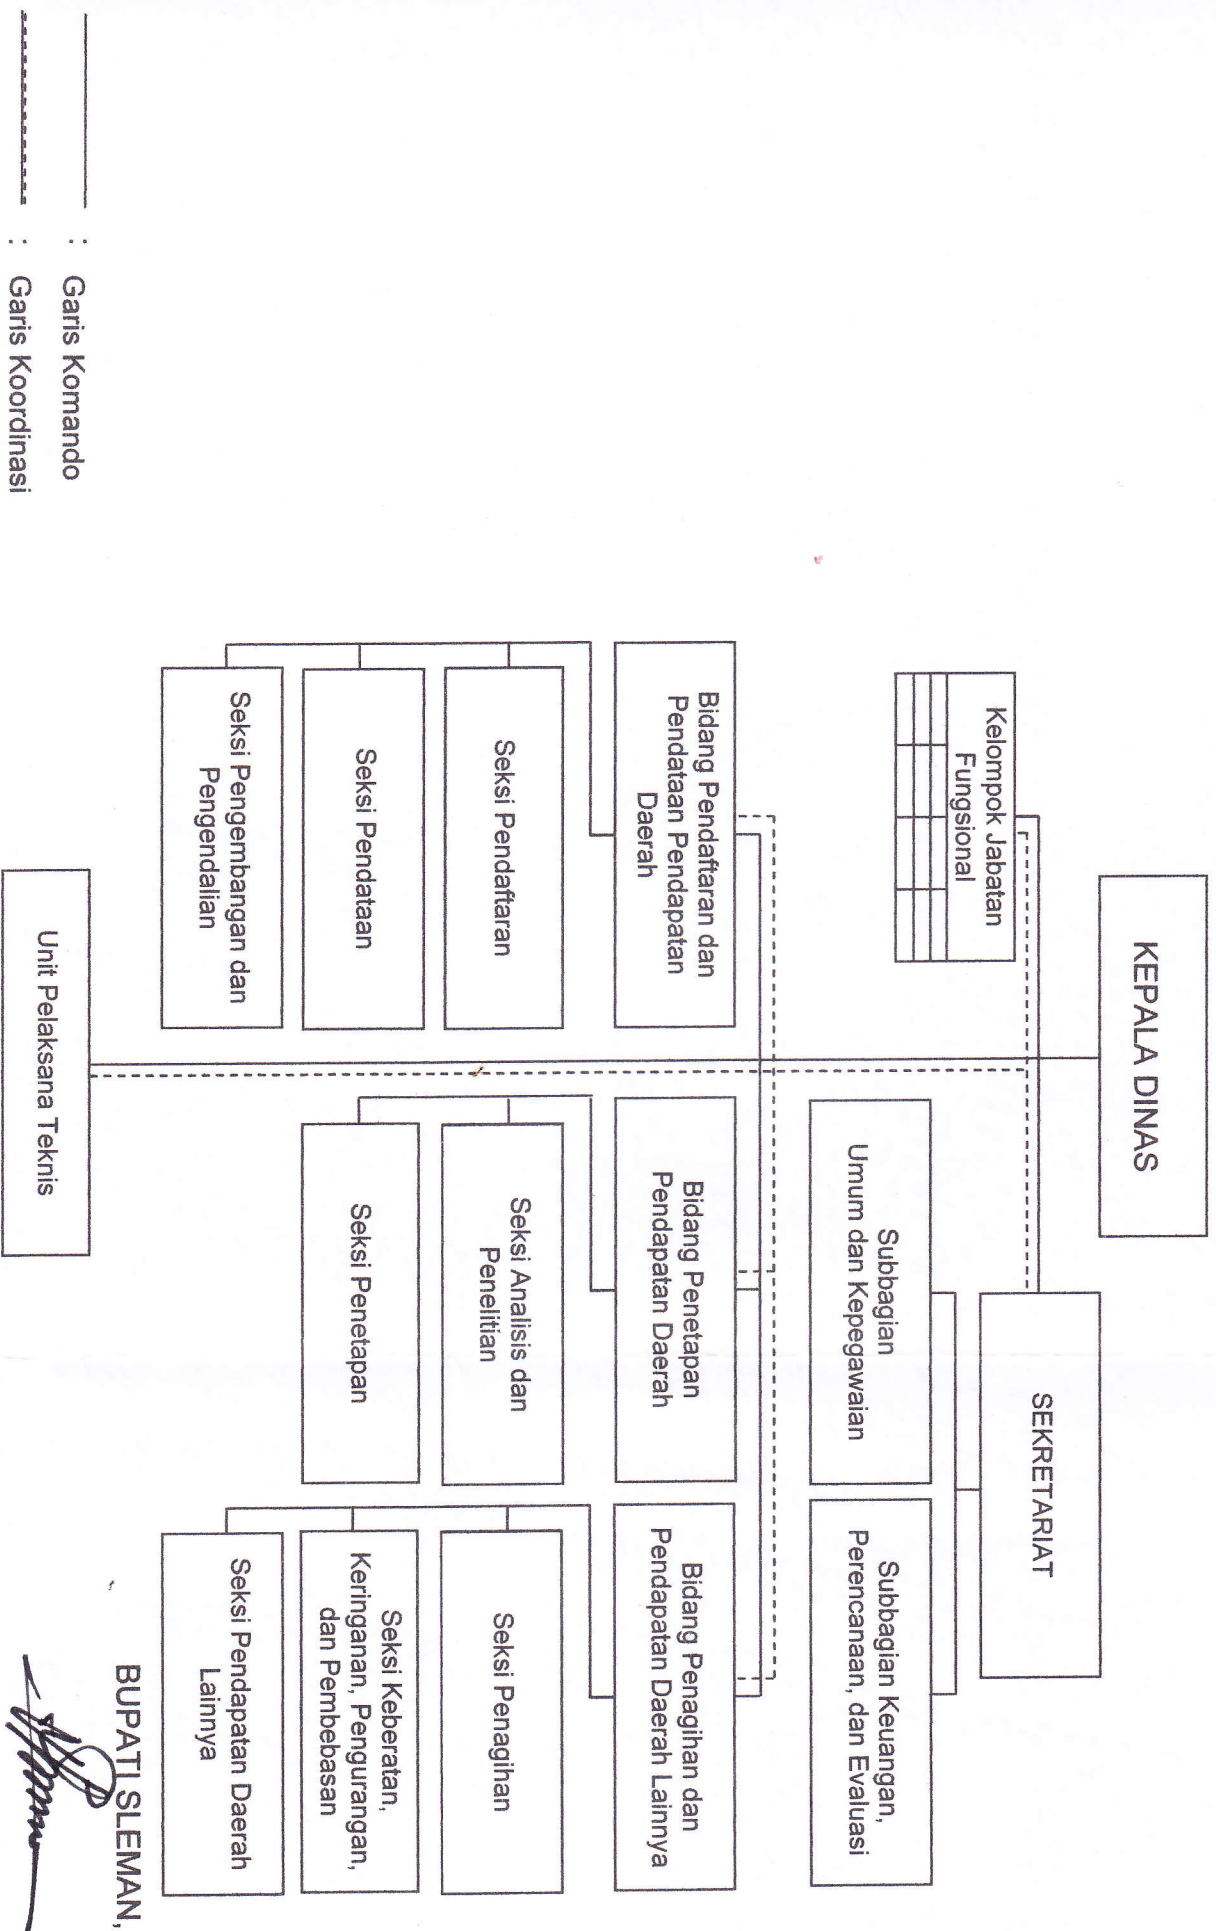 KEPALA DINAS
SEKRETARIAT
Kelompok Jabatan
Fungsional
Subbagian
Umum dan Kepegawaian
Subbagian Keuangan,
Perencanaan, dan Evaluasi
Bidang Pendaftaran dan
Pendataan Pendapatan
Daerah
Bidang Penetapan
Pendapatan Daerah
Bidang Penagihan dan
Pendapatan Daerah Lainnya
Seksi Pendaftaran
Seksi Analisis dan
Penelitian
Seksi Penagihan
Seksi Pendataan
Seksi Penetapan
Seksi Keberatan,
Keringanan, Pengurangan,
dan Pembebasan
Seksi Pengembangan dan
Pengendalian
Seksi Pendapatan Daerah
Lainnya
Unit Pelaksana Teknis
: Garis Komando
: Garis Koordinasi
BUPATI SLEMAN,